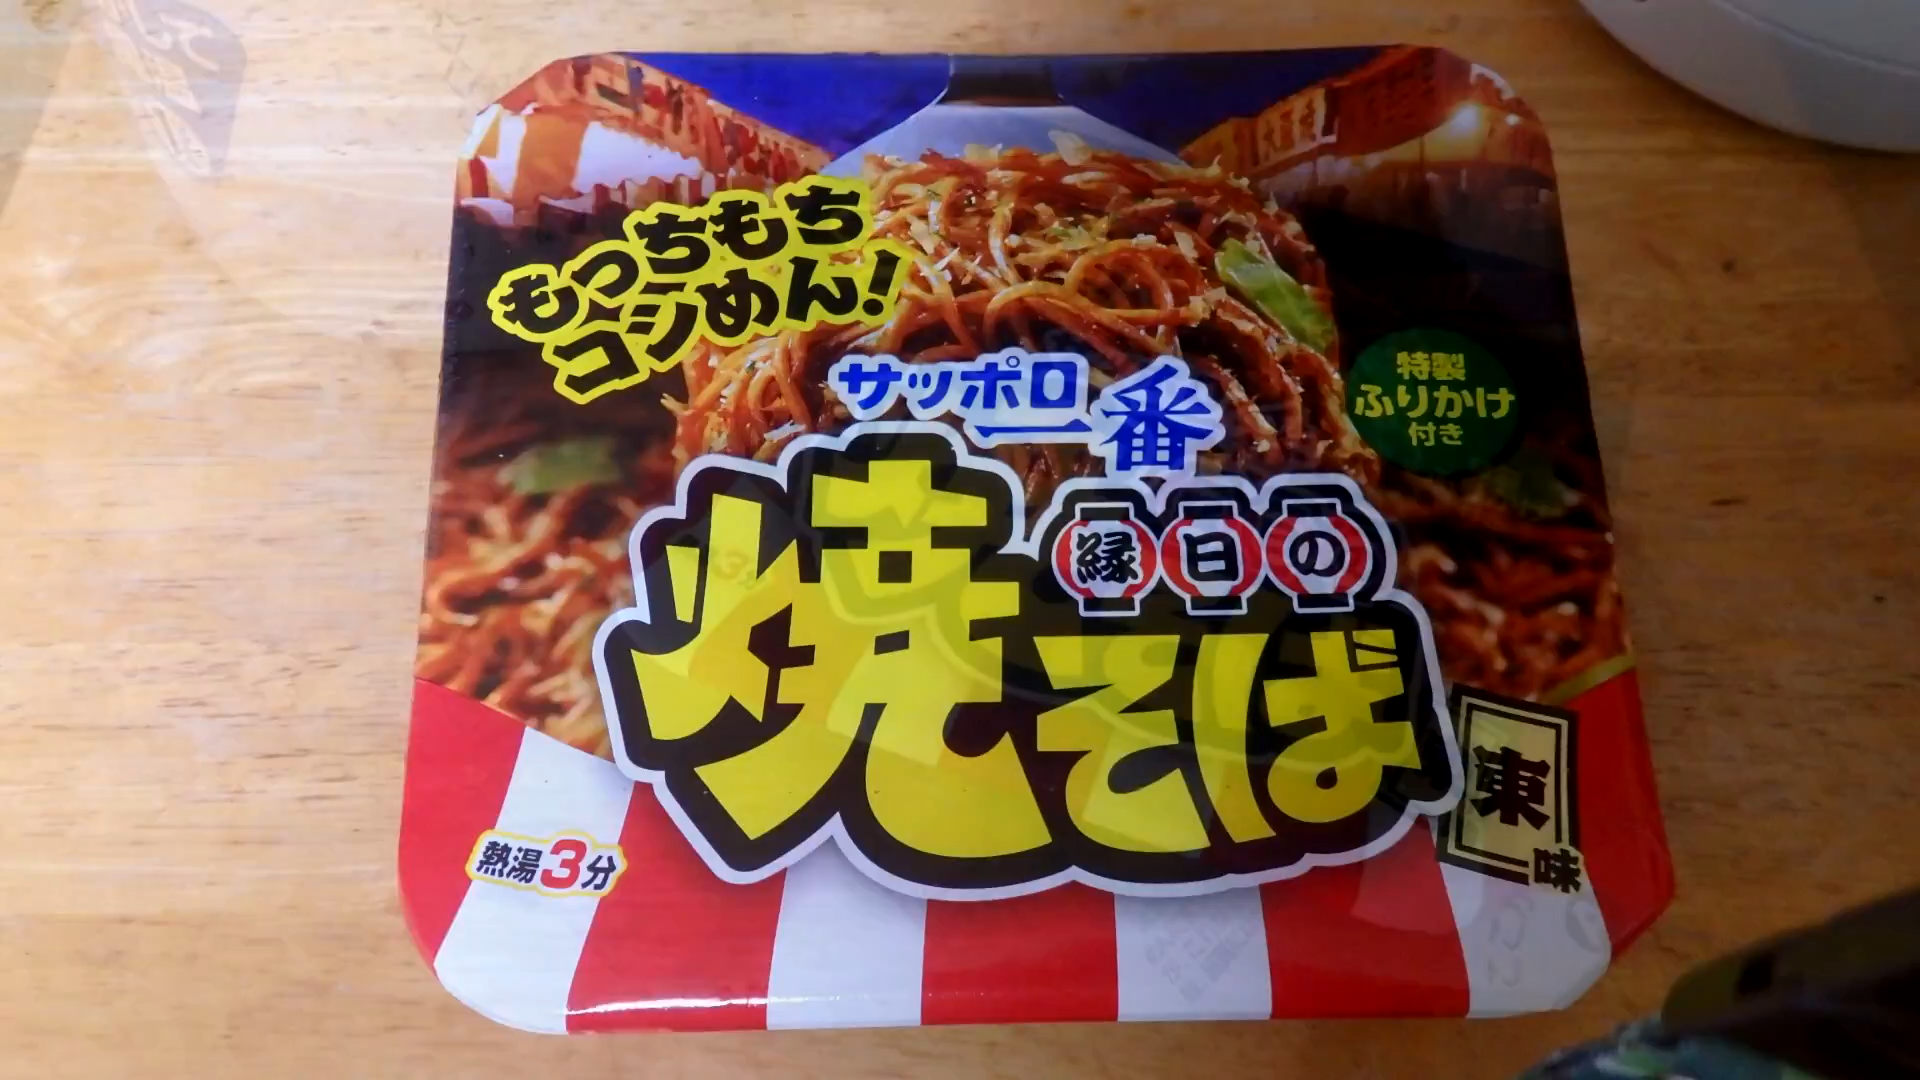 もっちもち
コシめん!
サッポロ一番
縁日の
焼そば
特製
ふりかけ
付き
熱湯3分
東
味